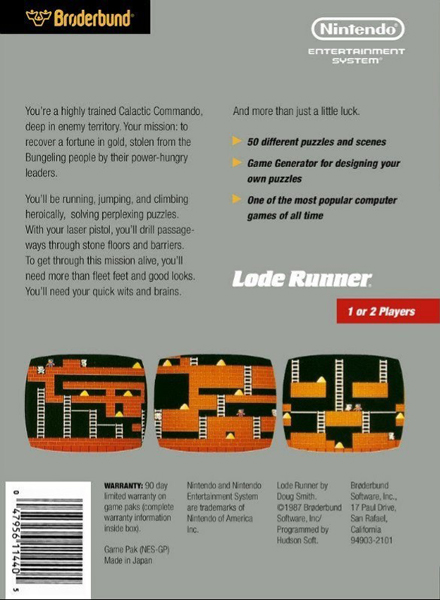 Brøderbund®
Nintendo®
ENTERTAINMENT
SYSTEM®
You're a highly trained Calactic Commando,
deep in enemy territory. Your mission: to
recover a fortune in gold, stolen from the
Bungeling people by their power-hungry
leaders.
You'll be running, jumping, and climbing
heroically, solving perplexing puzzles.
With your laser pistol, you'll drill passage-
ways through stone floors and barriers.
To get through this mission alive, you'll
need more than fleet feet and good looks.
You'll need your quick wits and brains.
And more than just a little luck.
50 different puzzles and scenes
Game Generator for designing your
own puzzles
One of the most popular computer
games of all time
Lode Runner
1 or 2 Players
WARRANTY: 90 day
limited warranty on
game paks (complete
warranty information
inside box).
Game Pak (NES-GP)
Made in Japan
Nintendo and Nintendo
Entertainment System
are trademarks of
Nintendo of America
Inc.
Lode Runner by
Doug Smith.
©1987 Brøderbund
Software, Inc/
Programmed by
Hudson Soft.
Brøderbund
Software, Inc.,
17 Paul Drive,
San Rafael,
California
94903-2101
0 47956 11440 5